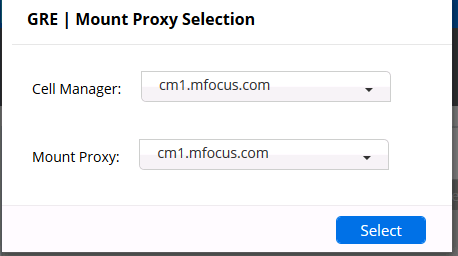 GRE | Mount Proxy Selection
Cell Manager: cm1.mfocus.com
Mount Proxy: cm1.mfocus.com
Select